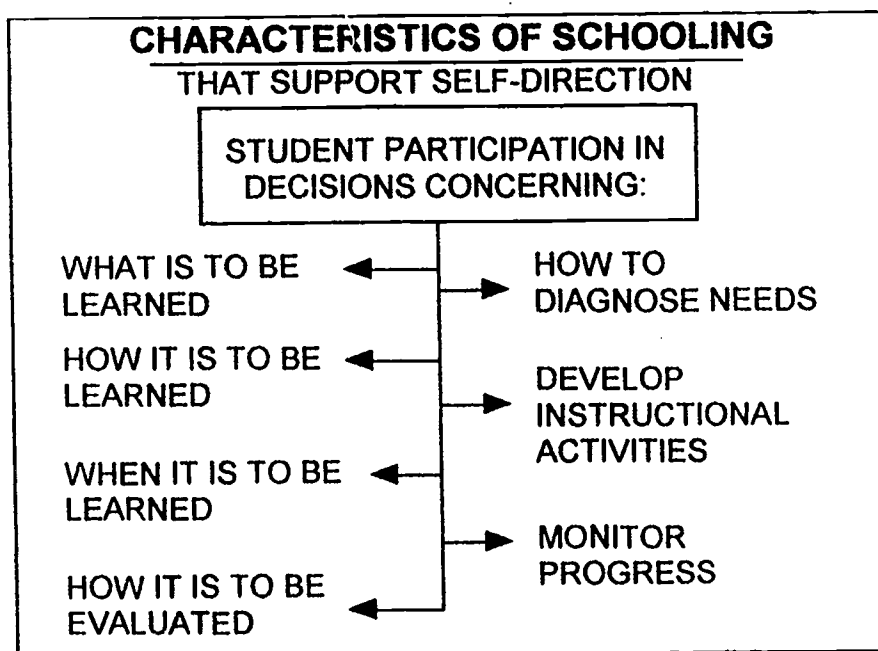 CHARACTERISTICS OF SCHOOLING
THAT SUPPORT SELF-DIRECTION
STUDENT PARTICIPATION IN
DECISIONS CONCERNING:
WHAT IS TO BE
LEARNED
HOW TO
DIAGNOSE NEEDS
HOW IT IS TO BE
LEARNED
DEVELOP
INSTRUCTIONAL
ACTIVITIES
WHEN IT IS TO BE
LEARNED
MONITOR
PROGRESS
HOW IT IS TO BE
EVALUATED